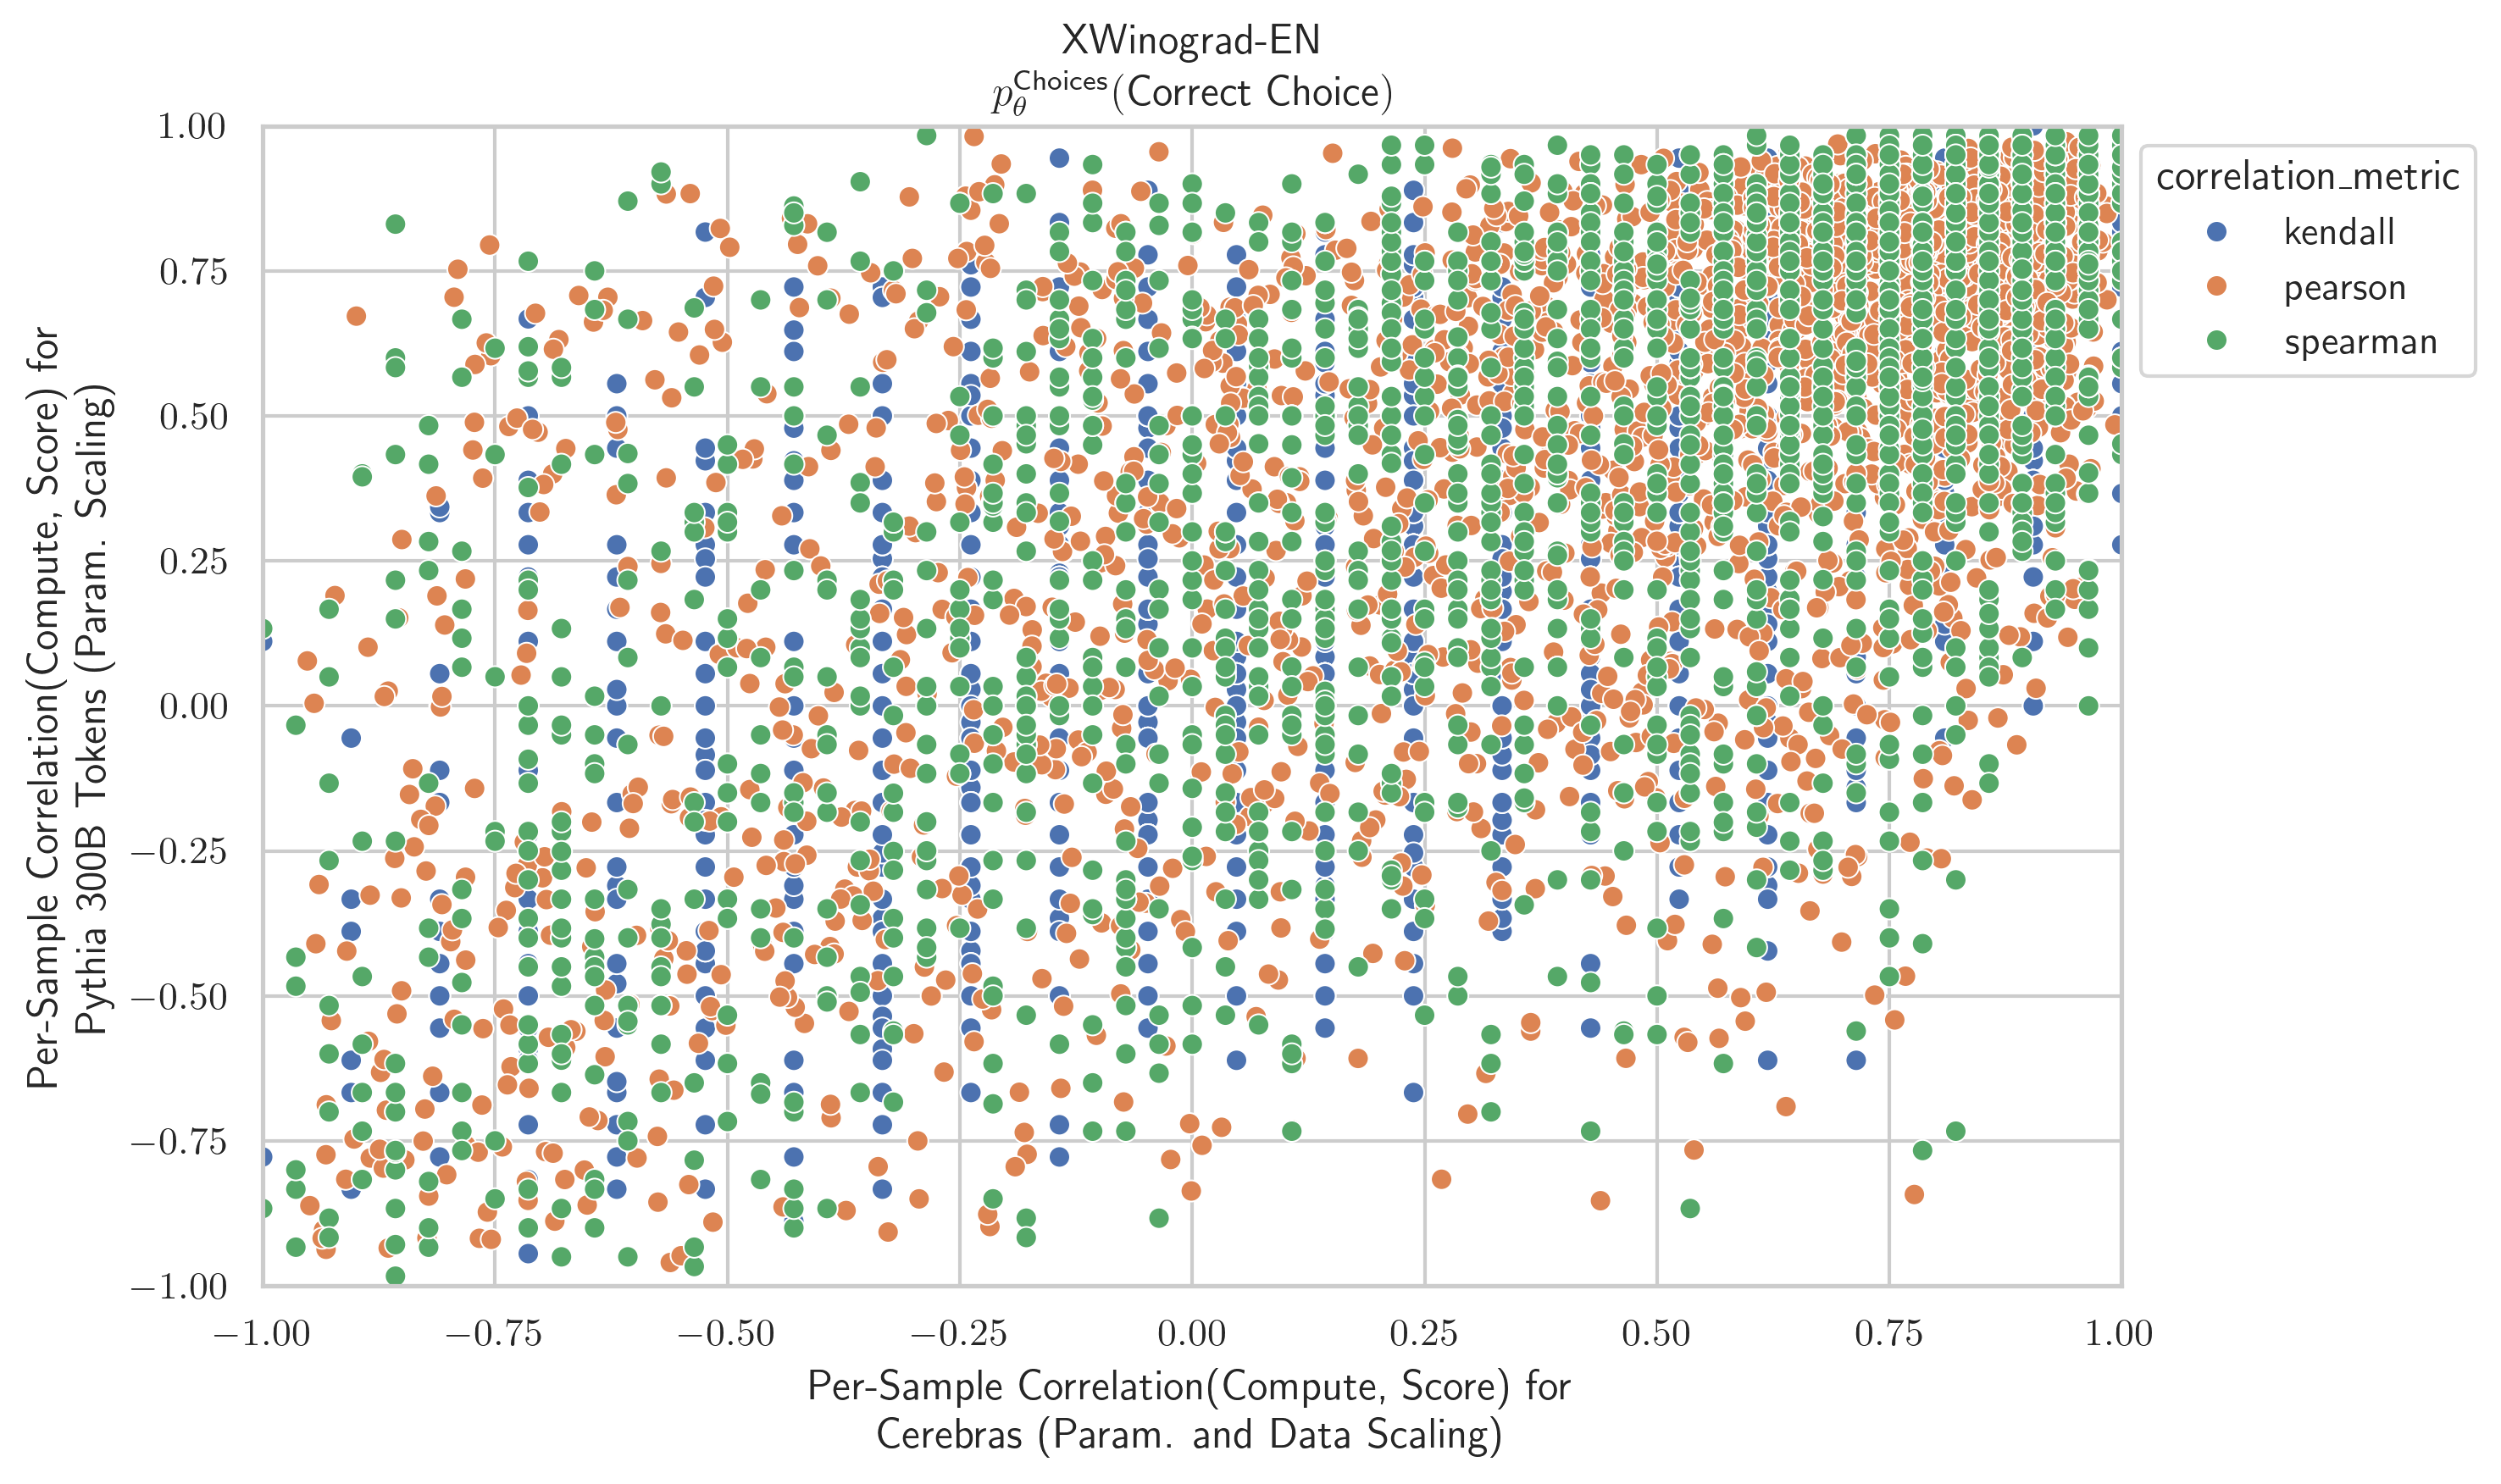 XWinograd-EN
p_θ^Choices(Correct Choice)
Per-Sample Correlation(Compute, Score) for
Pythia 300B Tokens (Param. Scaling)
1.00
0.75
0.50
0.25
0.00
−0.25
−0.50
−0.75
−1.00
−1.00 −0.75 −0.50 −0.25 0.00 0.25 0.50 0.75 1.00
Per-Sample Correlation(Compute, Score) for
Cerebras (Param. and Data Scaling)
correlation_metric
kendall
pearson
spearman